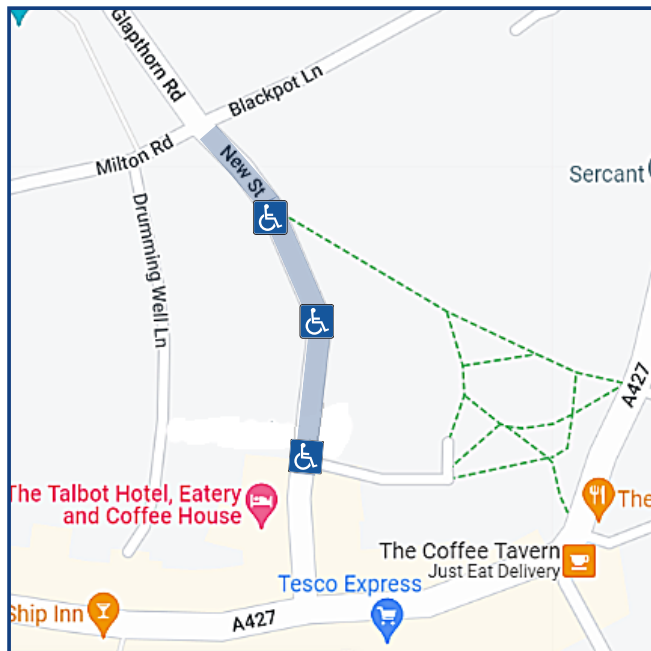 Glapthorn Rd
Blackpot Ln
Milton Rd
New St
Sercant
Drumming Well Ln
A427
The Talbot Hotel, Eatery
and Coffee House
The
The Coffee Tavern
Just Eat Delivery
Tesco Express
Ship Inn
A427